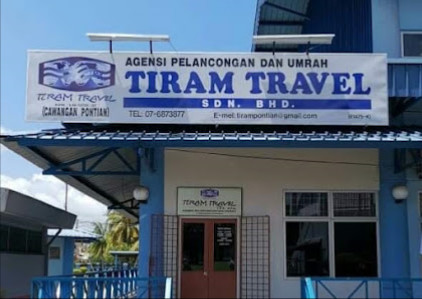 AGENSI PELANCONGAN DAN UMRAH
TIRAM TRAVEL
SDN. BHD.
TIRAM TRAVEL
(CAWANGAN PONTIAN)
TEL: 07-6873877
E-mel: tirampontian@gmail.com
TIRAM TRAVEL